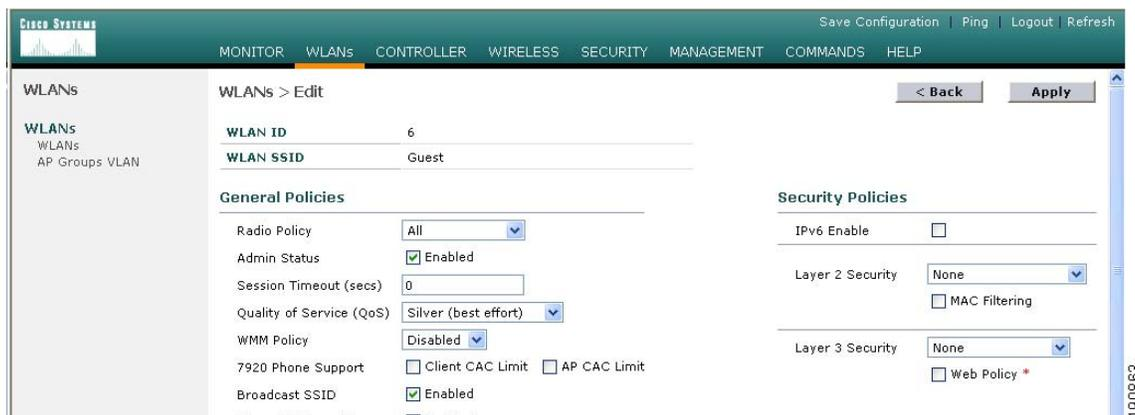 CISCO SYSTEMS
Save Configuration | Ping | Logout | Refresh
MONITOR WLANs CONTROLLER WIRELESS SECURITY MANAGEMENT COMMANDS HELP
WLANs
WLANs
WLANs
AP Groups VLAN
WLANs > Edit
< Back Apply
WLAN ID 6
WLAN SSID Guest
General Policies
Radio Policy All
Admin Status Enabled
Session Timeout (secs) 0
Quality of Service (QoS) Silver (best effort)
WMM Policy Disabled
7920 Phone Support Client CAC Limit AP CAC Limit
Broadcast SSID Enabled
Security Policies
IPv6 Enable
Layer 2 Security None
MAC Filtering
Layer 3 Security None
Web Policy *